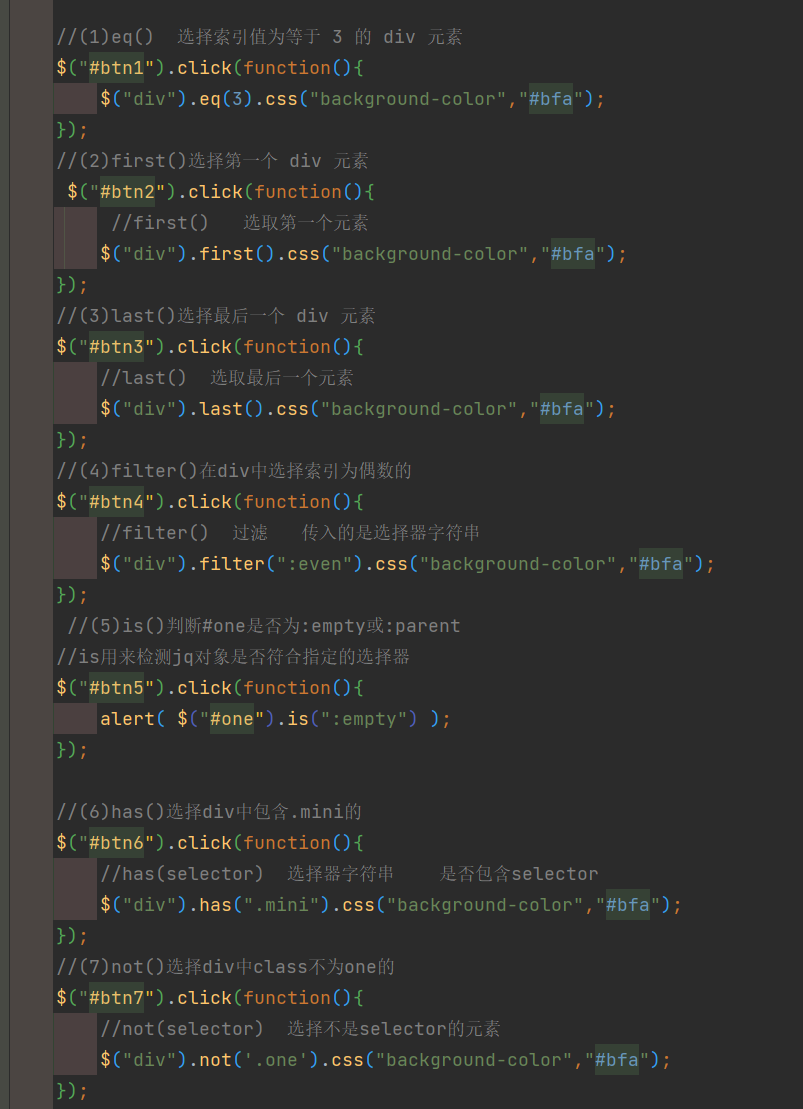 //(1)eq()  选择索引值为等于 3 的 div 元素
$("#btn1").click(function(){
    $("div").eq(3).css("background-color","#bfa");
});
//(2)first()选择第一个 div 元素
 $("#btn2").click(function(){
     //first()   选取第一个元素
    $("div").first().css("background-color","#bfa");
});
//(3)last()选择最后一个 div 元素
$("#btn3").click(function(){
    //last()  选取最后一个元素
    $("div").last().css("background-color","#bfa");
});
//(4)filter()在div中选择索引为偶数的
$("#btn4").click(function(){
    //filter()  过滤   传入的是选择器字符串
    $("div").filter(":even").css("background-color","#bfa");
});
 //(5)is()判断#one是否为:empty或:parent
//is用来检测jq对象是否符合指定的选择器
$("#btn5").click(function(){
    alert( $("#one").is(":empty") );
});
//(6)has()选择div中包含.mini的
$("#btn6").click(function(){
    //has(selector)  选择器字符串    是否包含selector
    $("div").has(".mini").css("background-color","#bfa");
});
//(7)not()选择div中class不为one的
$("#btn7").click(function(){
    //not(selector)  选择不是selector的元素
    $("div").not('.one').css("background-color","#bfa");
});